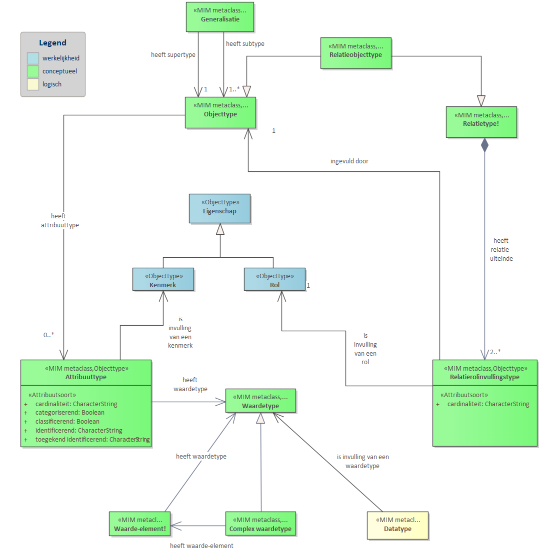 «MIM metaclass,...
Generalisatie
Legend
werkelijkheid
conceptueel
logisch
heeft supertype
heeft subtype
«MIM metaclass,...
Relatieobjecttype
1
1..*
«MIM metaclass,...
Objecttype
«MIM metaclass,...
Relatietype!
1
ingevuld door
«Objecttype»
Eigenschap
heeft
attribuuttype
heeft
relatie
uiteinde
«Objecttype»
Kenmerk
«Objecttype»
Rol
1
is
invulling
van een
kenmerk
is
invulling
van een
rol
0..*
2..*
«MIM metaclass,Objecttype»
Attribuuttype
«Attribuutsoort»
+ cardinaliteit: CharacterString
+ categoriserend: Boolean
+ classificerend: Boolean
+ identificerend: CharacterString
+ toegekend identificerend: CharacterString
heeft
waardetype
«MIM metaclass,...
Waardetype
«MIM metaclass,Objecttype»
Relatierolinvullingstype
«Attribuutsoort»
+ cardinaliteit: CharacterString
heeft waardetype
is invulling van een
waardetype
«MIM metacl...
Waarde-element!
«MIM metaclass,...
Complex waardetype
«MIM metacl...
Datatype
heeft waarde-element